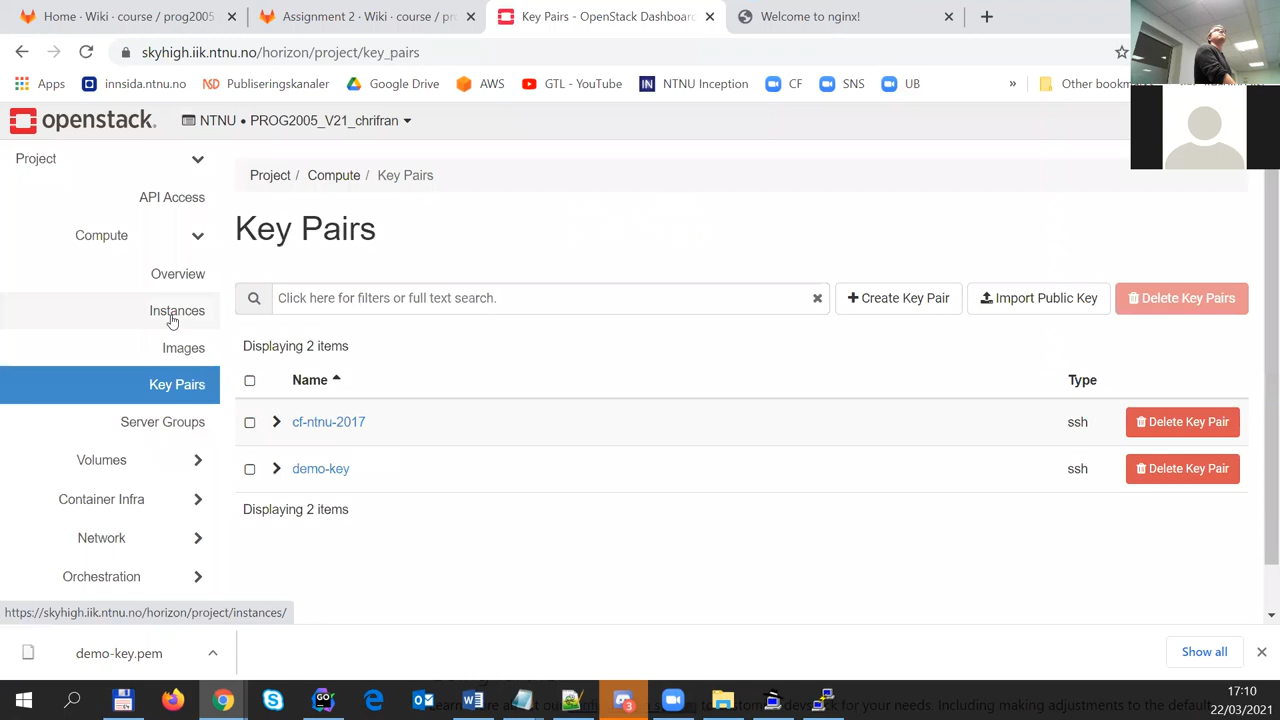 Home · Wiki · course / prog2005
Assignment 2 · Wiki · course / pro
Key Pairs - OpenStack Dashboard
Welcome to nginx!
skyhigh.iik.ntnu.no/horizon/project/key_pairs
Apps
innsida.ntnu.no
Publiseringskanaler
Google Drive
AWS
GTL - YouTube
NTNU Inception
CF
SNS
UB
»
Other bookmarks
openstack.
NTNU • PROG2005_V21_chrifran
Project
API Access
Compute
Overview
Instances
Images
Key Pairs
Server Groups
Volumes
Container Infra
Network
Orchestration
Project / Compute / Key Pairs
Key Pairs
Click here for filters or full text search.
Create Key Pair
Import Public Key
Delete Key Pairs
Displaying 2 items
Name
Type
cf-ntnu-2017
ssh
Delete Key Pair
demo-key
ssh
Delete Key Pair
Displaying 2 items
https://skyhigh.iik.ntnu.no/horizon/project/instances/
demo-key.pem
Show all
17:10
22/03/2021